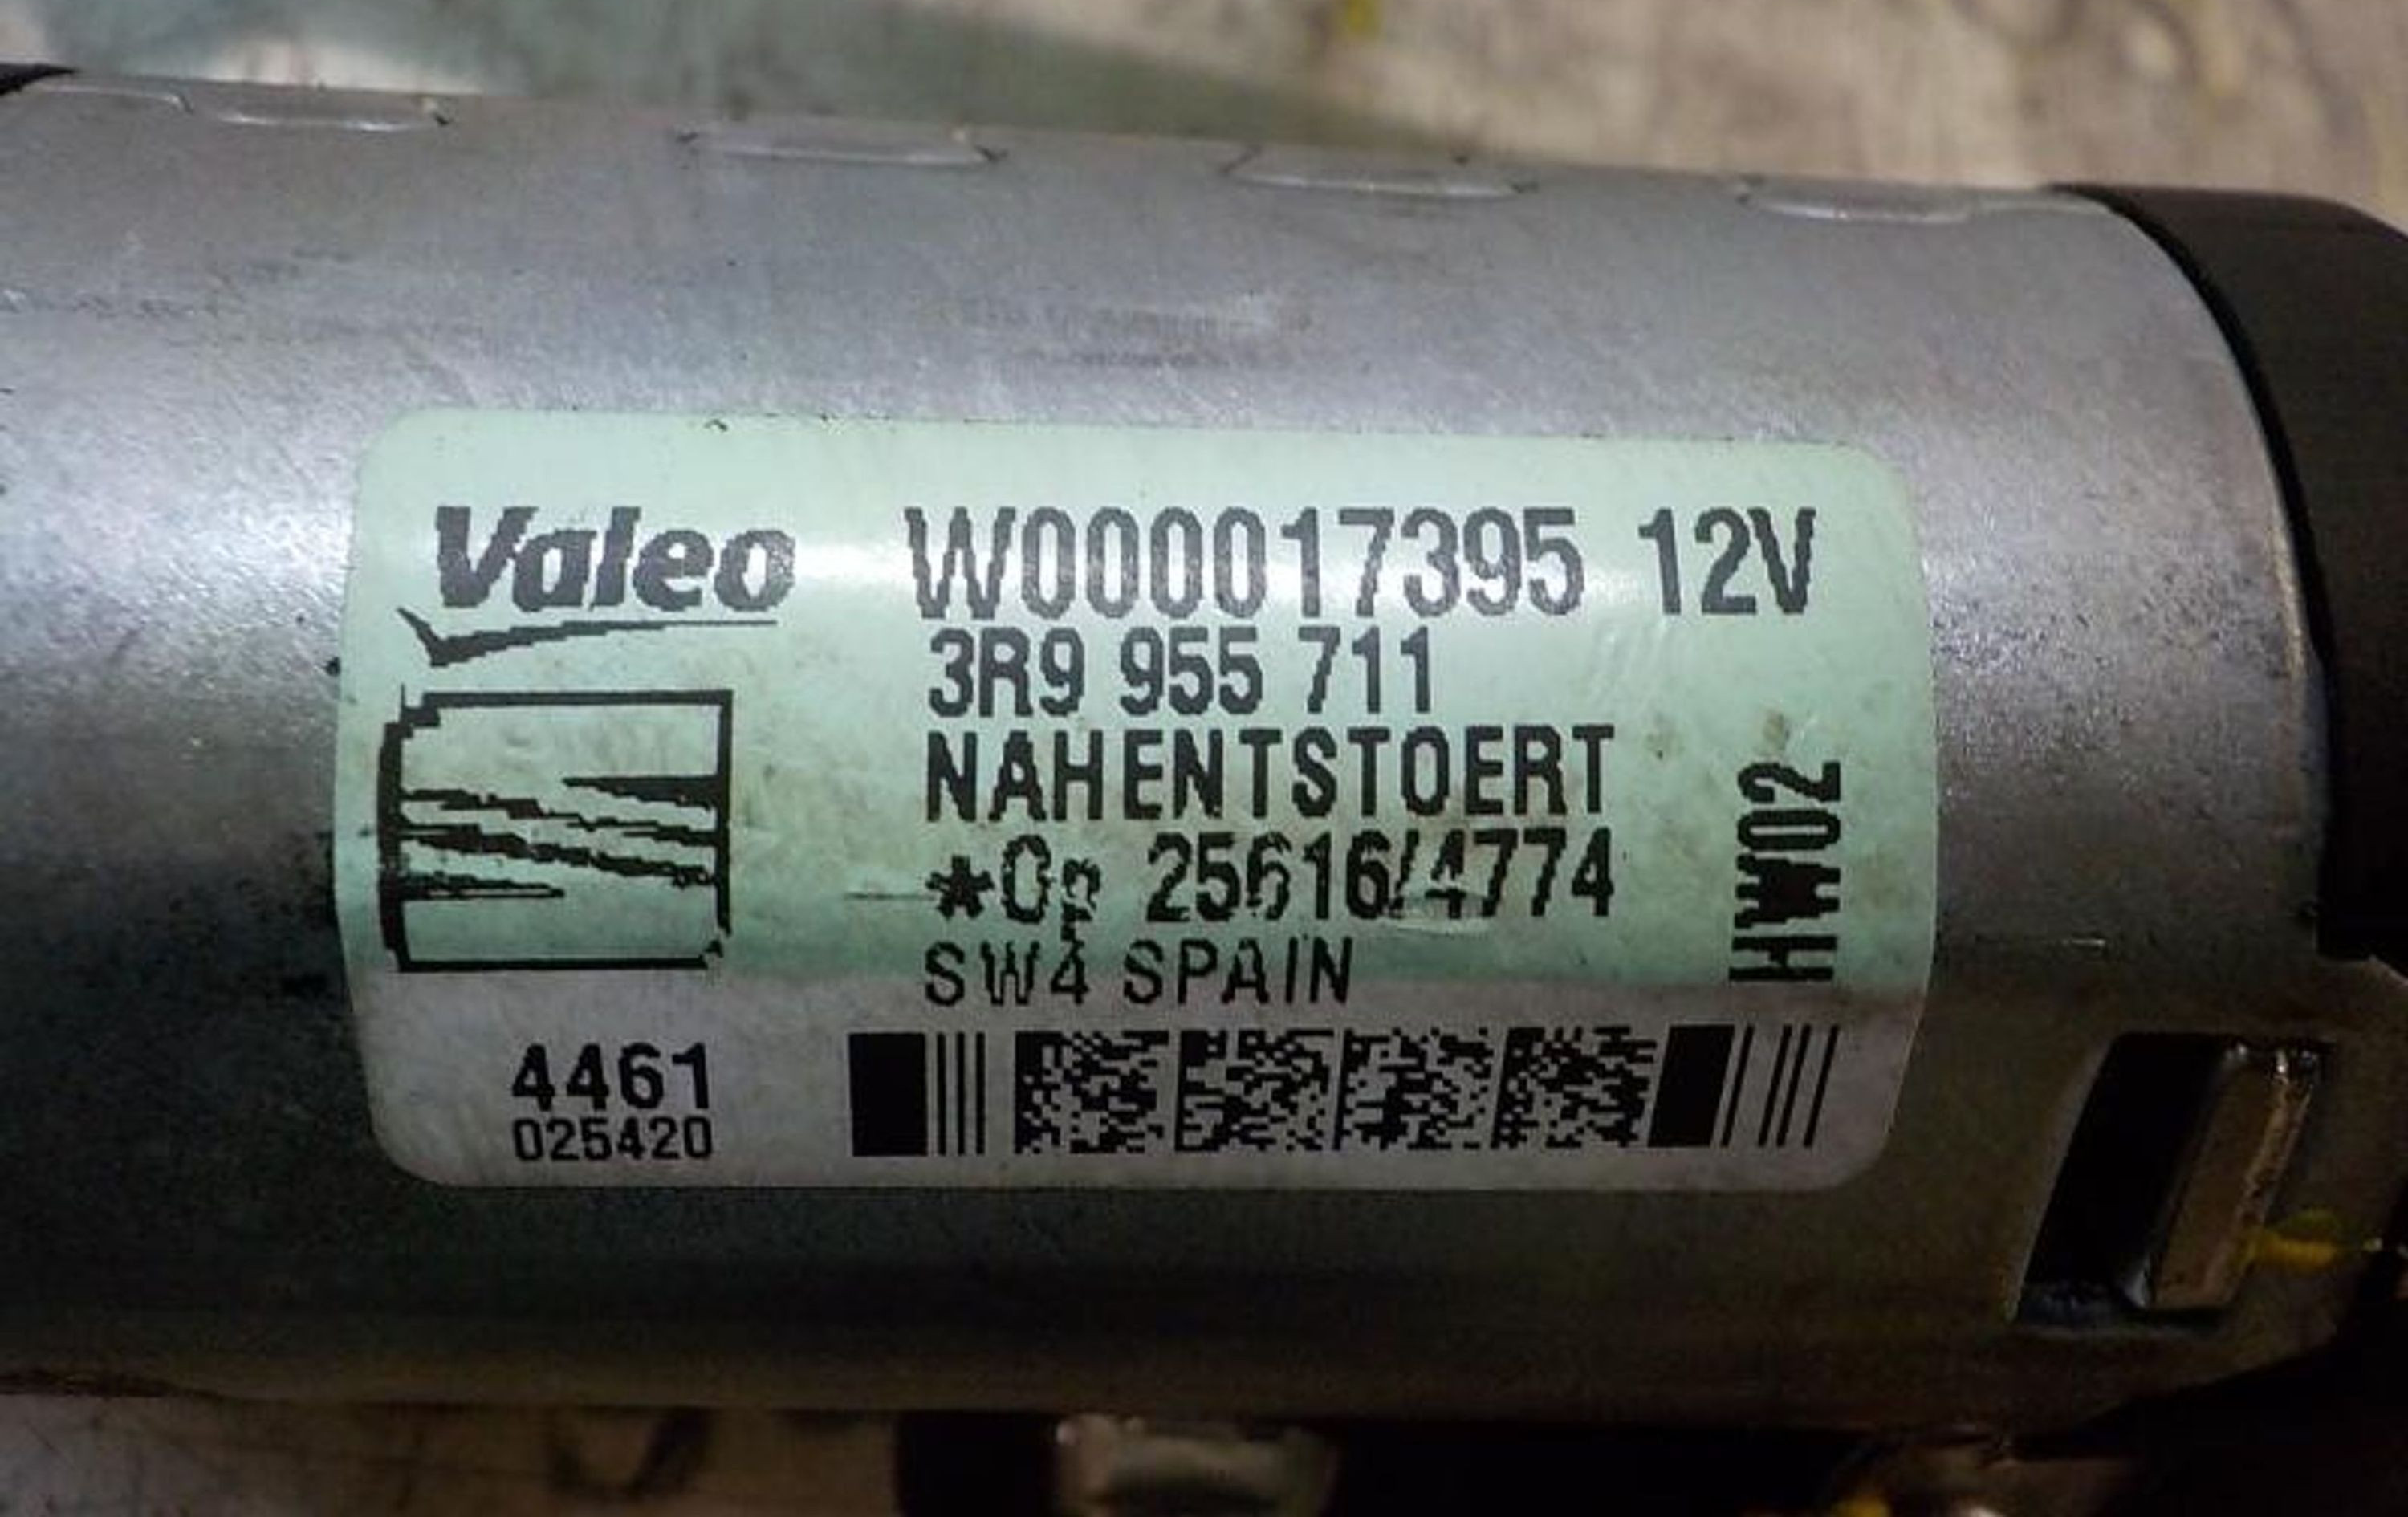 Valeo
W000017395 12V
3R9 955 711
NAHENTSTOERT
*Op 25616/4774
SW4 SPAIN
HW02
4461
025420